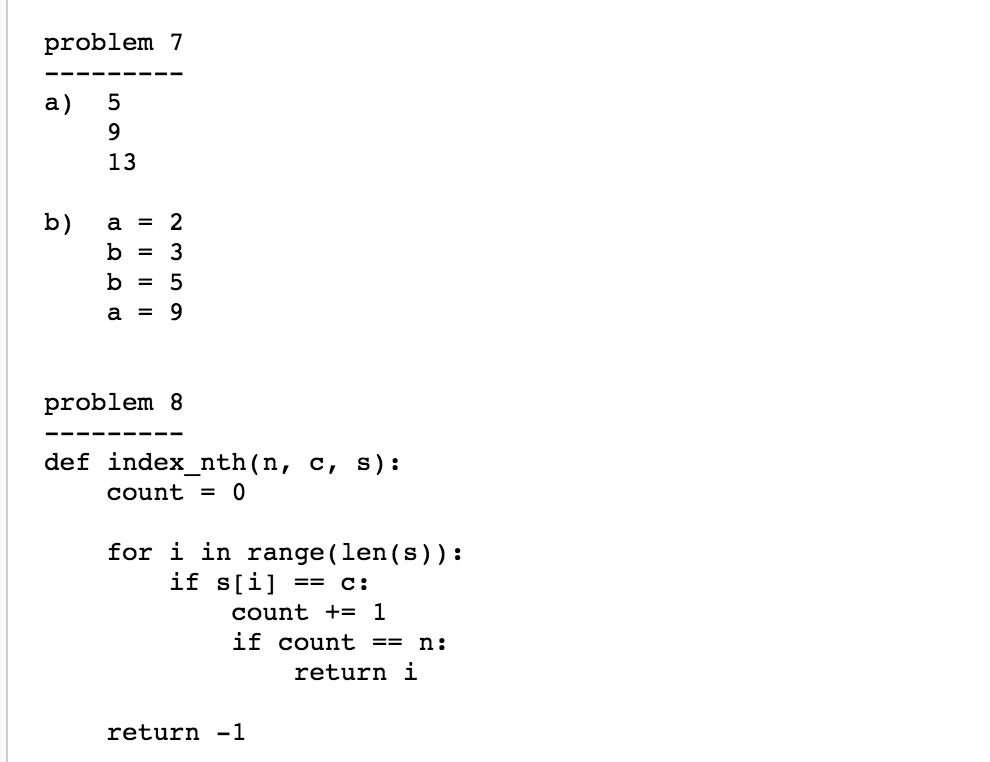 problem 7
---------
a)  5
    9
    13
b)  a = 2
    b = 3
    b = 5
    a = 9
problem 8
---------
def index_nth(n, c, s):
    count = 0
    for i in range(len(s)):
        if s[i] == c:
            count += 1
            if count == n:
                return i
    return -1